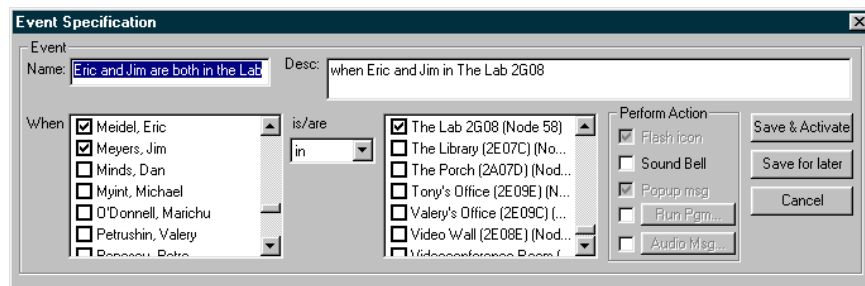 Event Specification
Event
Name: Eric and Jim are both in the Lab
Desc: when Eric and Jim in The Lab 2G08
When
Meidel, Eric
Meyers, Jim
Minds, Dan
Myint, Michael
O'Donnell, Marichu
Petrushin, Valery
is/are
in
The Lab 2G08 (Node 58)
The Library (2E07C) (No...
The Porch (2A07D) (Nod...
Tony's Office (2E09E) (N...
Valery's Office (2E09C) (...
Video Wall (2E08E) (Nod...
Videoconference Room (
Perform Action
Flash icon
Sound Bell
Popup msg
Run Pgm...
Audio Msg...
Save & Activate
Save for later
Cancel